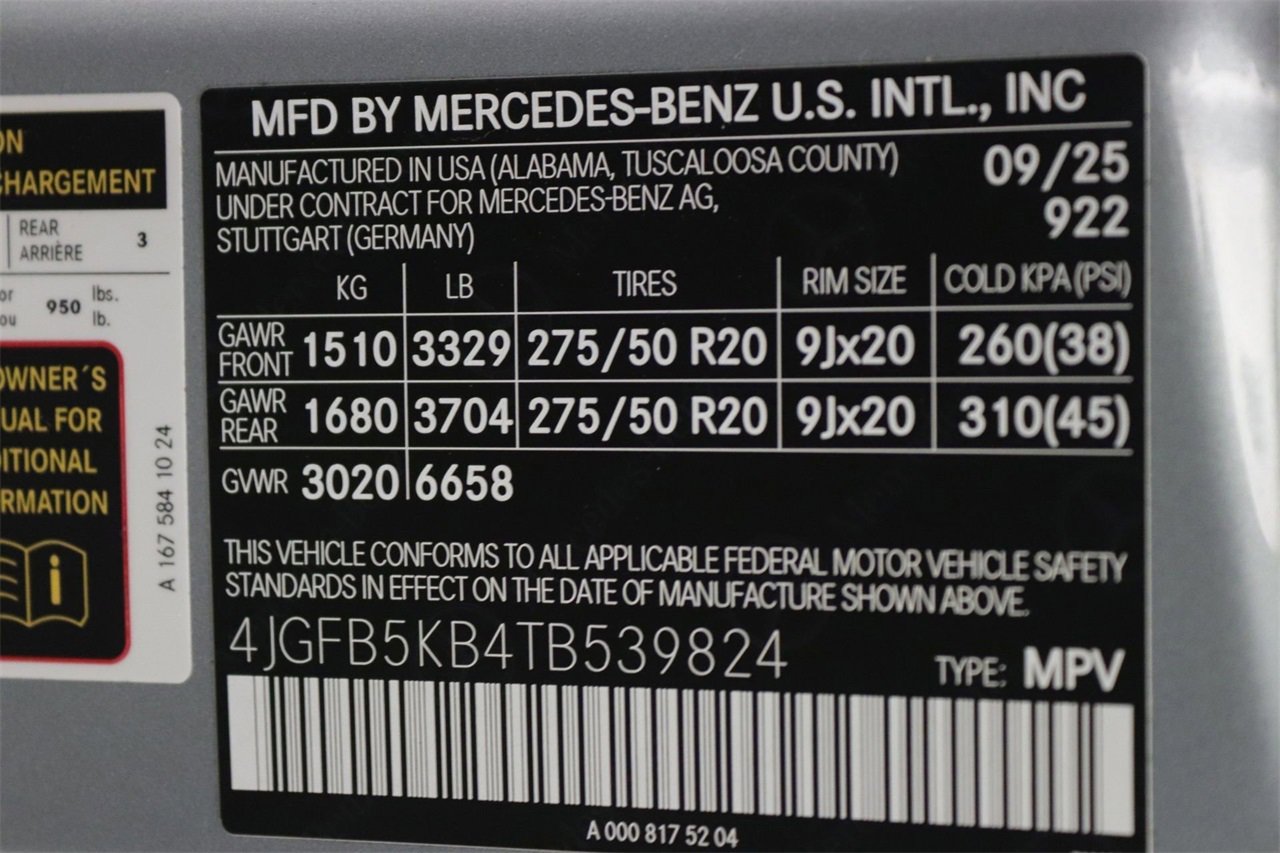 ON
CHARGEMENT
REAR
ARRIÈRE 3
or
ou 950 lbs.
lb.
OWNER´S
UAL FOR
ITIONAL
RMATION
i
A 167 584 10 24
MFD BY MERCEDES-BENZ U.S. INTL., INC
MANUFACTURED IN USA (ALABAMA, TUSCALOOSA COUNTY) 09/25
UNDER CONTRACT FOR MERCEDES-BENZ AG, 922
STUTTGART (GERMANY)
KG LB TIRES RIM SIZE COLD KPA (PSI)
GAWR FRONT 1510 3329 275/50 R20 9Jx20 260(38)
GAWR REAR 1680 3704 275/50 R20 9Jx20 310(45)
GVWR 3020 6658
THIS VEHICLE CONFORMS TO ALL APPLICABLE FEDERAL MOTOR VEHICLE SAFETY
STANDARDS IN EFFECT ON THE DATE OF MANUFACTURE SHOWN ABOVE.
4JGFB5KB4TB539824
TYPE: MPV
A 000 817 52 04